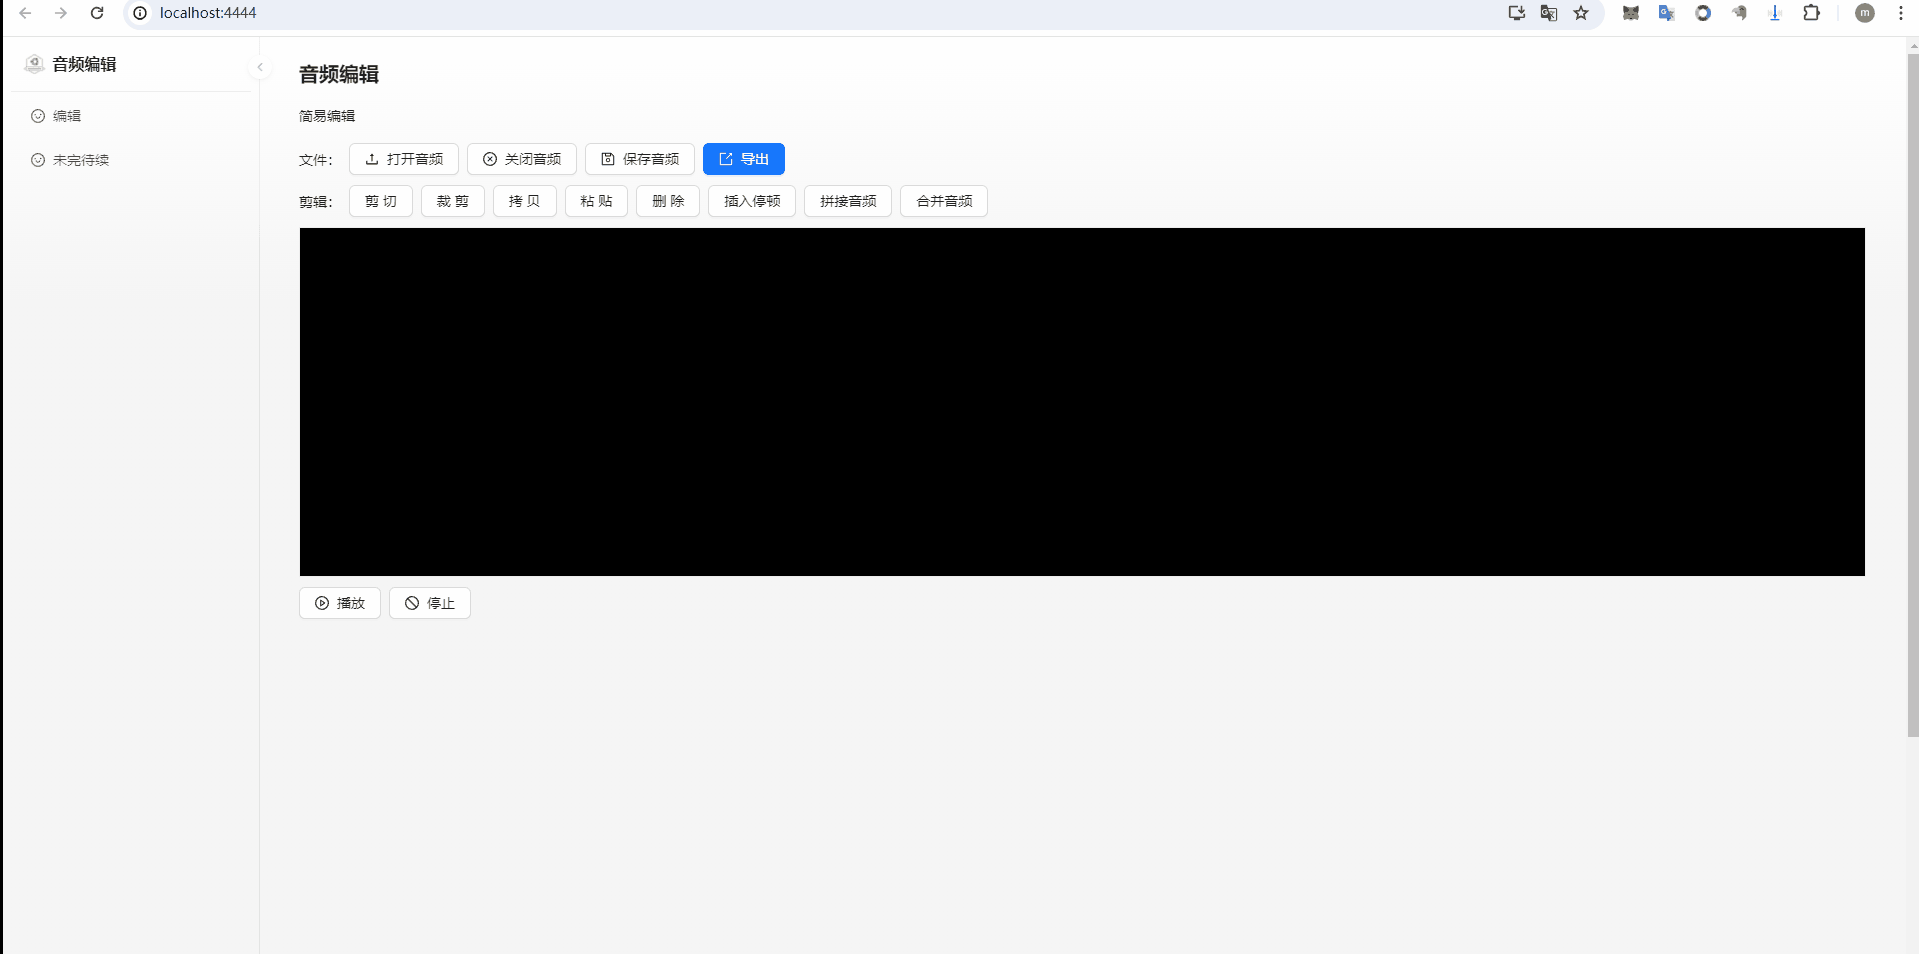 localhost:4444
m
音频编辑
编辑
未完待续
音频编辑
简易编辑
文件： 打开音频 关闭音频 保存音频 导出
剪辑： 剪 切 裁 剪 拷 贝 粘 贴 删 除 插入停顿 拼接音频 合并音频
播放 停止